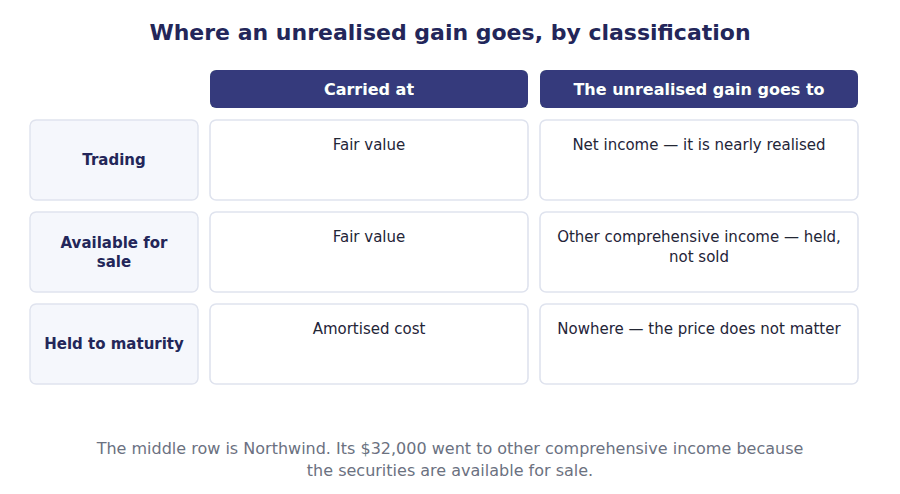 Where an unrealised gain goes, by classification
Carried at
The unrealised gain goes to
Trading
Fair value
Net income — it is nearly realised
Available for
sale
Fair value
Other comprehensive income — held,
not sold
Held to maturity
Amortised cost
Nowhere — the price does not matter
The middle row is Northwind. Its $32,000 went to other comprehensive income because
the securities are available for sale.